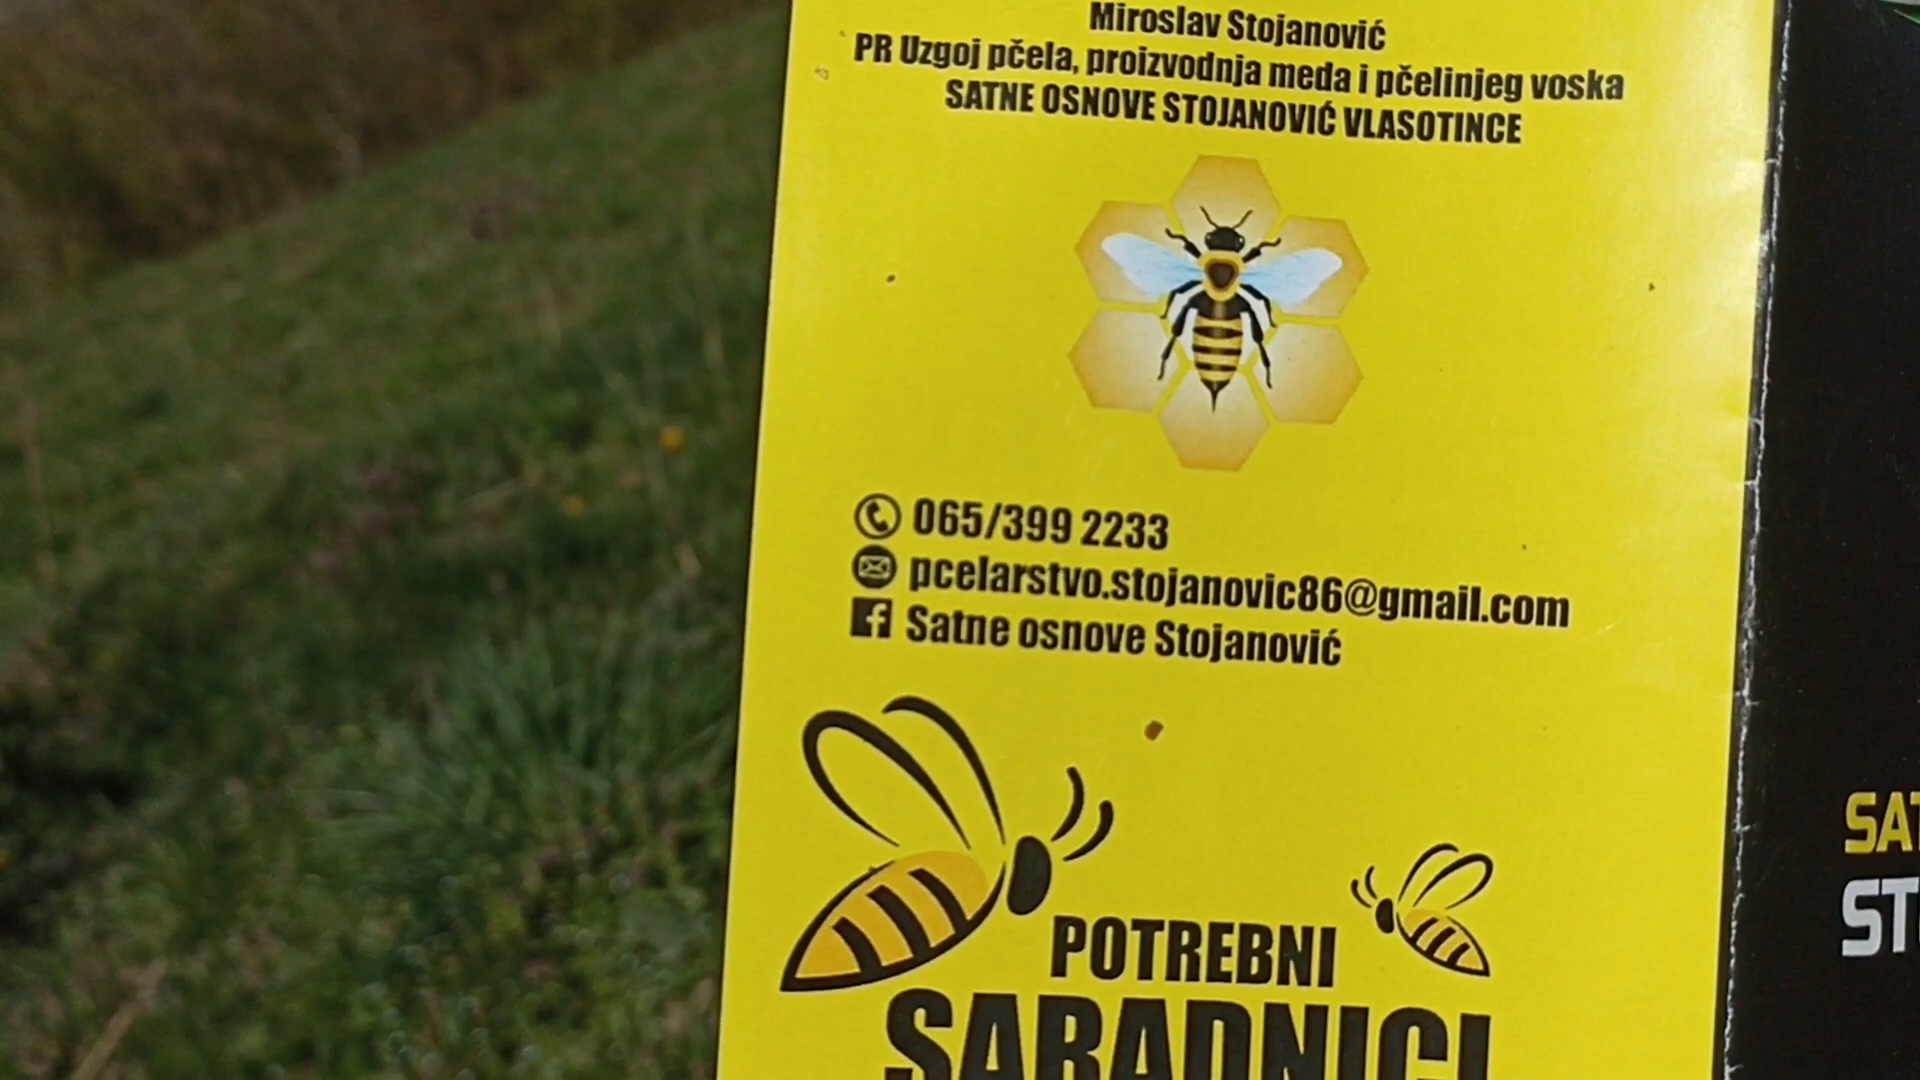 Miroslav Stojanović
PR Uzgoj pčela, proizvodnja meda i pčelinjeg voska
SATNE OSNOVE STOJANOVIĆ VLASOTINCE
065/399 2233
pcelarstvo.stojanovic86@gmail.com
Satne osnove Stojanović
POTREBNI
SARADNICI
SAT
ST